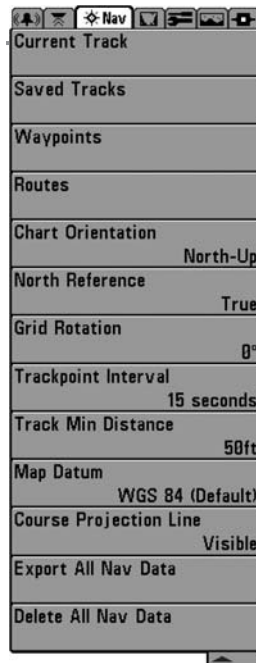 Nav
Current Track
Saved Tracks
Waypoints
Routes
Chart Orientation
North-Up
North Reference
True
Grid Rotation
0°
Trackpoint Interval
15 seconds
Track Min Distance
50ft
Map Datum
WGS 84 (Default)
Course Projection Line
Visible
Export All Nav Data
Delete All Nav Data